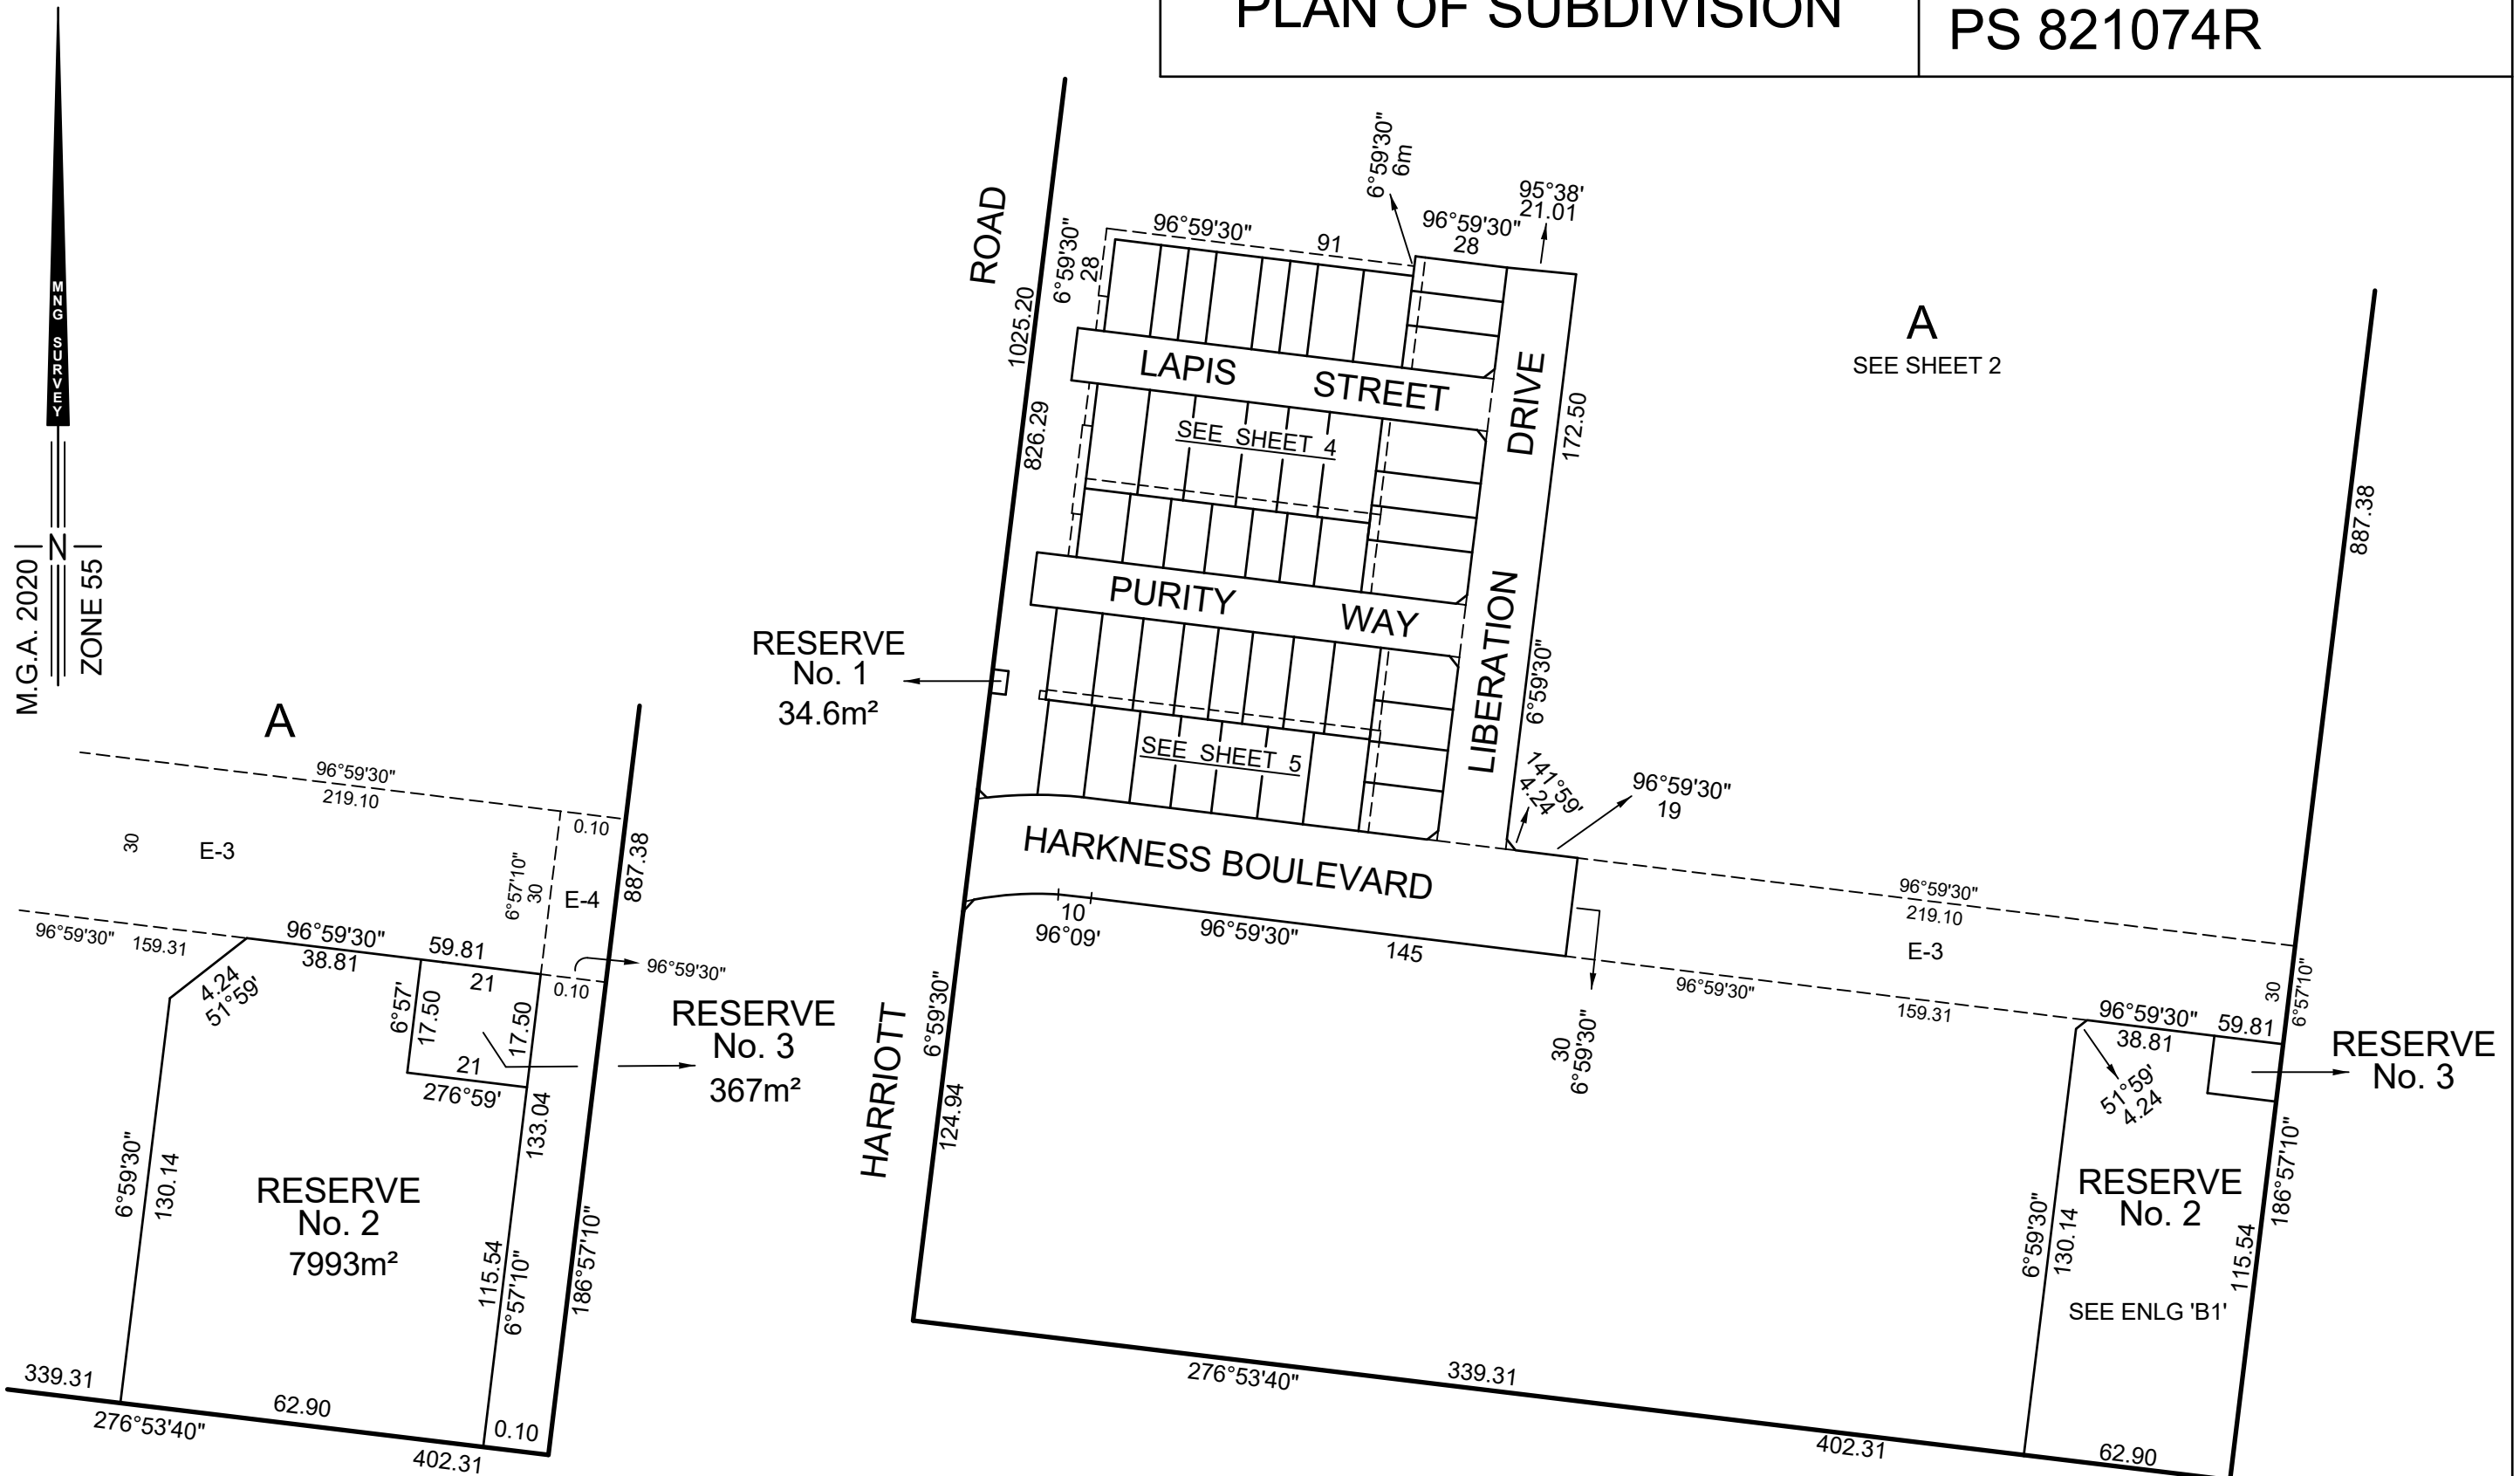 PLAN OF SUBDIVISION
PS 821074R
MNG SURVEY
M.G.A. 2020
N
ZONE 55
A
96°59'30"
219.10
0.10
30
E-3
6°57'10"
30
E-4
887.38
96°59'30" 159.31
96°59'30" 59.81
38.81
21
0.10
96°59'30"
4.24
51°59'
6°57'
17.50
17.50
21
276°59'
RESERVE
No. 3
367m²
133.04
6°59'30"
130.14
RESERVE
No. 2
7993m²
115.54
6°57'10"
186°57'10"
339.31
276°53'40"
62.90
0.10
402.31
ROAD
1025.20
826.29
6°59'30"
28
96°59'30" 91
6°59'30"
6m
96°59'30"
28
95°38'
21.01
LAPIS STREET
SEE SHEET 4
DRIVE
172.50
A
SEE SHEET 2
887.38
PURITY WAY
LIBERATION
6°59'30"
RESERVE
No. 1
34.6m²
SEE SHEET 5
141°59'
4.24
96°59'30"
19
HARKNESS BOULEVARD
10
96°09'
96°59'30" 145
96°59'30"
219.10
E-3
96°59'30" 159.31
30
6°57'10"
30
6°59'30"
96°59'30" 59.81
38.81
51°59'
4.24
RESERVE
No. 3
HARRIOTT
6°59'30"
124.94
6°59'30"
130.14
RESERVE
No. 2
SEE ENLG 'B1'
186°57'10"
115.54
276°53'40"
339.31
402.31
62.90